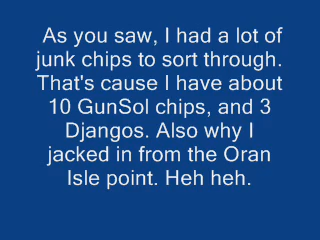 As you saw, I had a lot of
junk chips to sort through.
That's cause I have about
10 GunSol chips, and 3
Djangos. Also why I
jacked in from the Oran
Isle point. Heh heh.